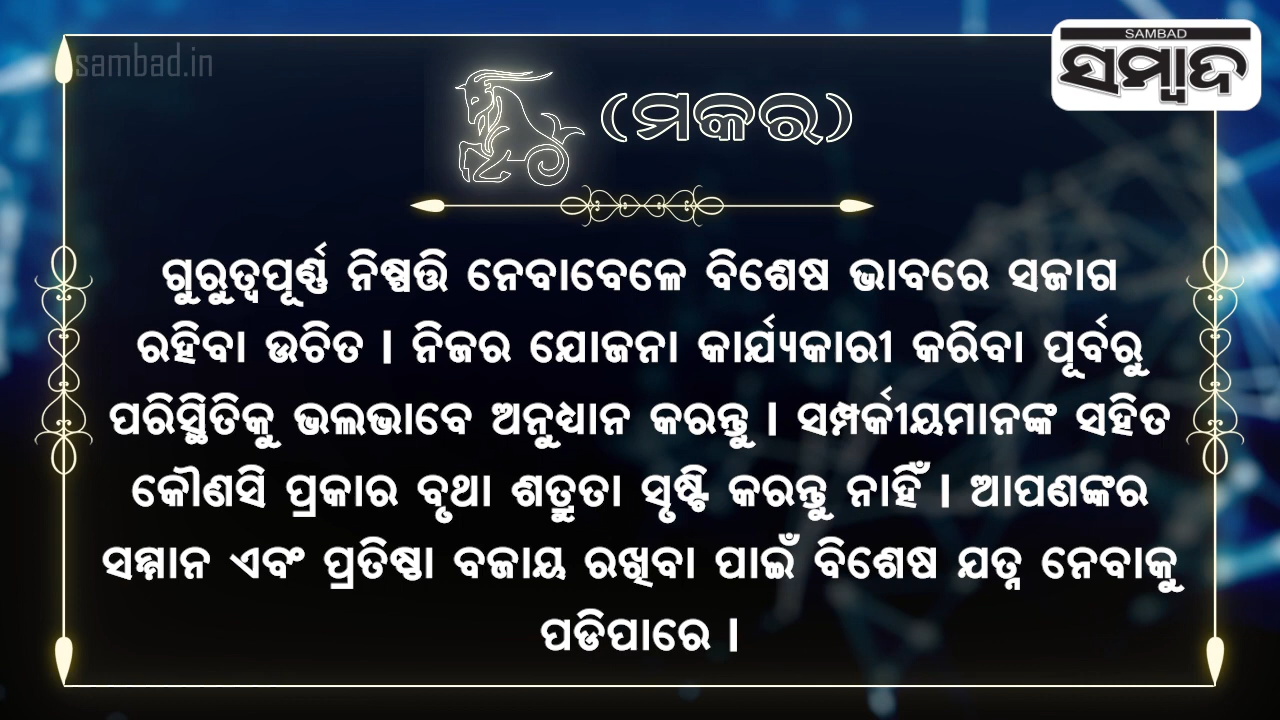 sambad.in
SAMBAD
ସମ୍ବାଦ
(ମକର)
ଗୁରୁତ୍ୱପୂର୍ଣ୍ଣ ନିଷ୍ପତ୍ତି ନେବାବେଳେ ବିଶେଷ ଭାବରେ ସଜାଗ
ରହିବା ଉଚିତ । ନିଜର ଯୋଜନା କାର୍ଯ୍ୟକାରୀ କରିବା ପୂର୍ବରୁ
ପରିସ୍ଥିତିକୁ ଭଲଭାବେ ଅନୁଧ୍ୟାନ କରନ୍ତୁ । ସମ୍ପର୍କୀୟମାନଙ୍କ ସହିତ
କୌଣସି ପ୍ରକାର ବୃଥା ଶତ୍ରୁତା ସୃଷ୍ଟି କରନ୍ତୁ ନାହିଁ । ଆପଣଙ୍କର
ସମ୍ମାନ ଏବଂ ପ୍ରତିଷ୍ଠା ବଜାୟ ରଖିବା ପାଇଁ ବିଶେଷ ଯତ୍ନ ନେବାକୁ
ପଡିପାରେ ।